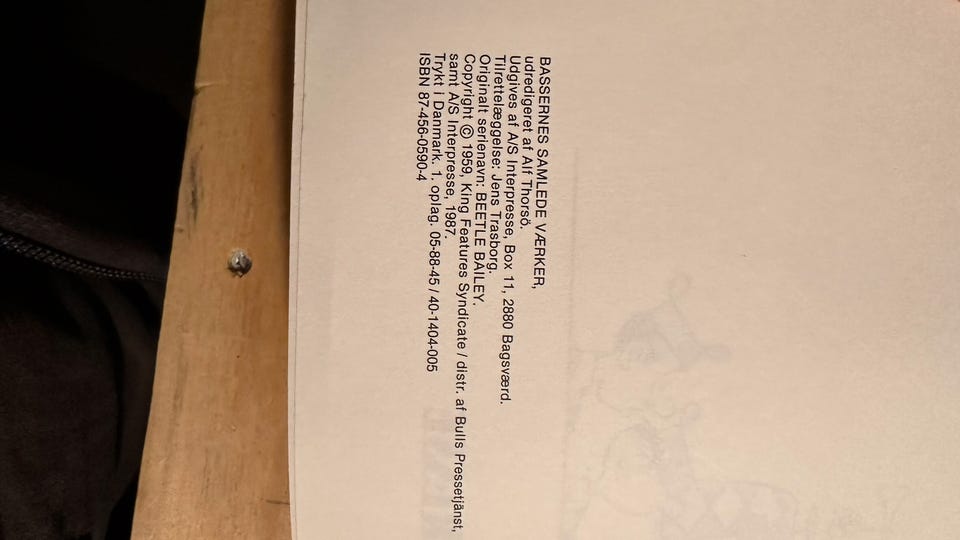 BASSERNES SAMLEDE VÆRKER,
udredigeret af Alf Thorsö.
Udgives af A/S Interpresse, Box 11, 2880 Bagsværd.
Tilrettelæggelse: Jens Trasborg.
Originalt serienavn: BEETLE BAILEY.
Copyright © 1959, King Features Syndicate / distr. af Bulls Pressetjänst,
samt A/S Interpresse, 1987.
Trykt i Danmark. 1. oplag. 05-88-45 / 40-1404-005
ISBN 87-456-0590-4